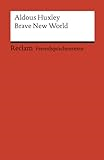 Aldous Huxley
Brave New World
Reclam Fremdsprachentexte